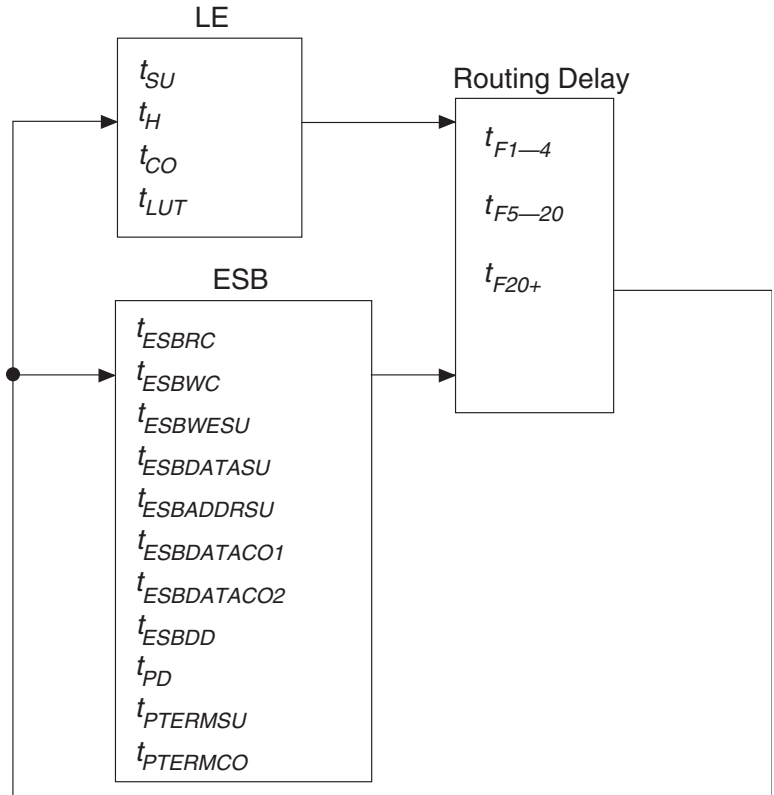 LE
t_SU
t_H
t_CO
t_LUT
Routing Delay
t_F1—4
t_F5—20
t_F20+
ESB
t_ESBRC
t_ESBWC
t_ESBWESU
t_ESBDATASU
t_ESBADDRSU
t_ESBDATACO1
t_ESBDATACO2
t_ESBDD
t_PD
t_PTERMSU
t_PTERMCO